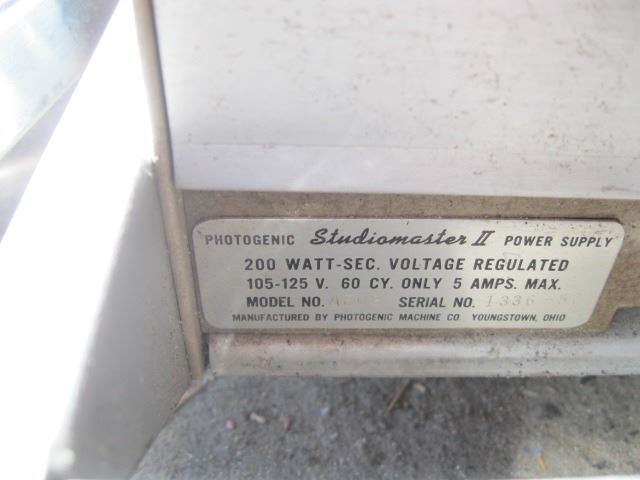 PHOTOGENIC Studiomaster II POWER SUPPLY
200 WATT-SEC. VOLTAGE REGULATED
105-125 V. 60 CY. ONLY 5 AMPS. MAX.
MODEL NO. SERIAL NO.
MANUFACTURED BY PHOTOGENIC MACHINE CO. YOUNGSTOWN, OHIO